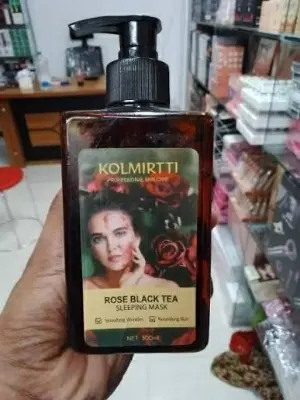 KOLMIRTTI
PROFESSIONAL SKIN CARE
ROSE BLACK TEA
SLEEPING MASK
Smoothing Wrinkles Nourishing Skin
NET 300ml